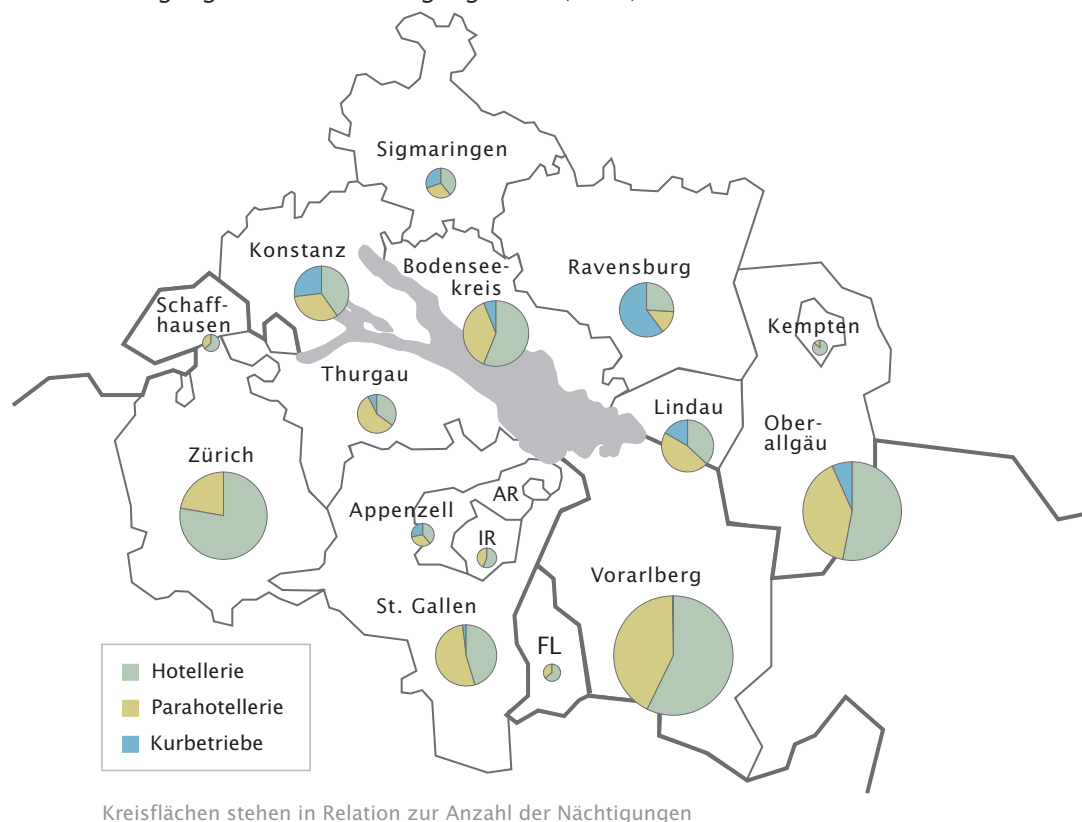 Sigmaringen
Konstanz
Bodensee-
kreis
Ravensburg
Schaff-
hausen
Kempten
Thurgau
Lindau
Ober-
allgäu
Zürich
AR
Appenzell
IR
Vorarlberg
St. Gallen
FL
Hotellerie
Parahotellerie
Kurbetriebe
Kreisflächen stehen in Relation zur Anzahl der Nächtigungen